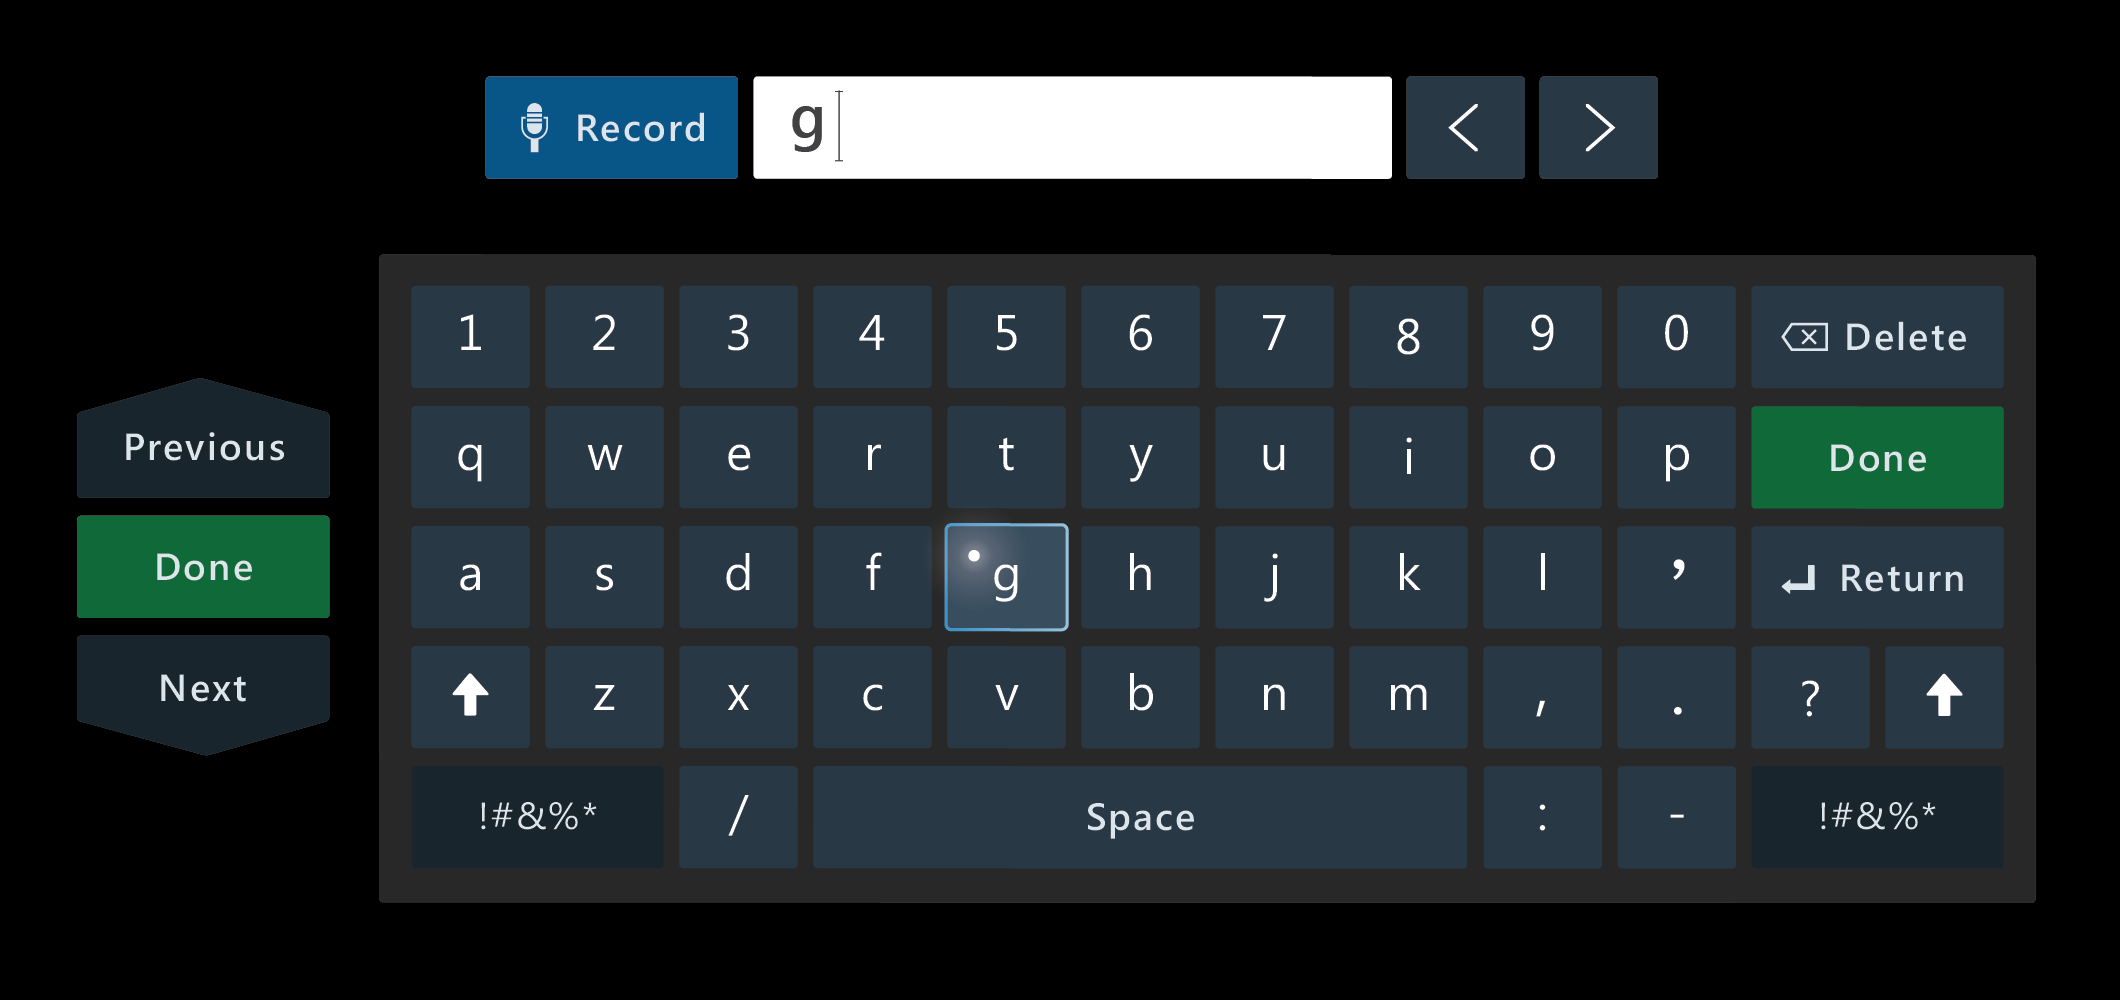 Record g
1 2 3 4 5 6 7 8 9 0 Delete
Previous
q w e r t y u i o p Done
Done
a s d f g h j k l , Return
Next
z x c v b n m , . ?
!#&%* / Space : - !#&%*